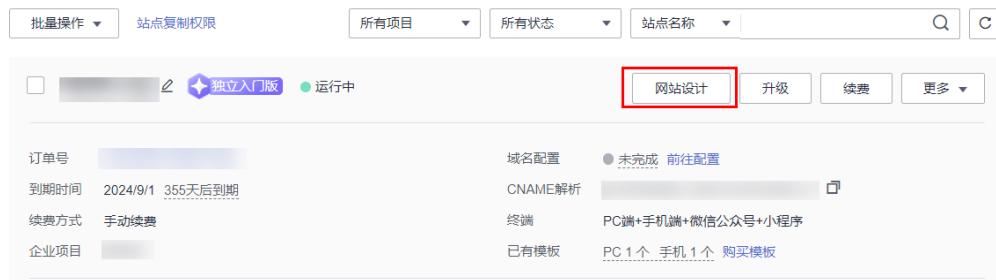 批量操作 站点复制权限 所有项目 所有状态 站点名称
独立入门版 运行中 网站设计 升级 续费 更多
订单号 域名配置 未完成 前往配置
到期时间 2024/9/1 355天后到期 CNAME解析
续费方式 手动续费 终端 PC端+手机端+微信公众号+小程序
企业项目 已有模板 PC 1 个 手机 1 个 购买模板